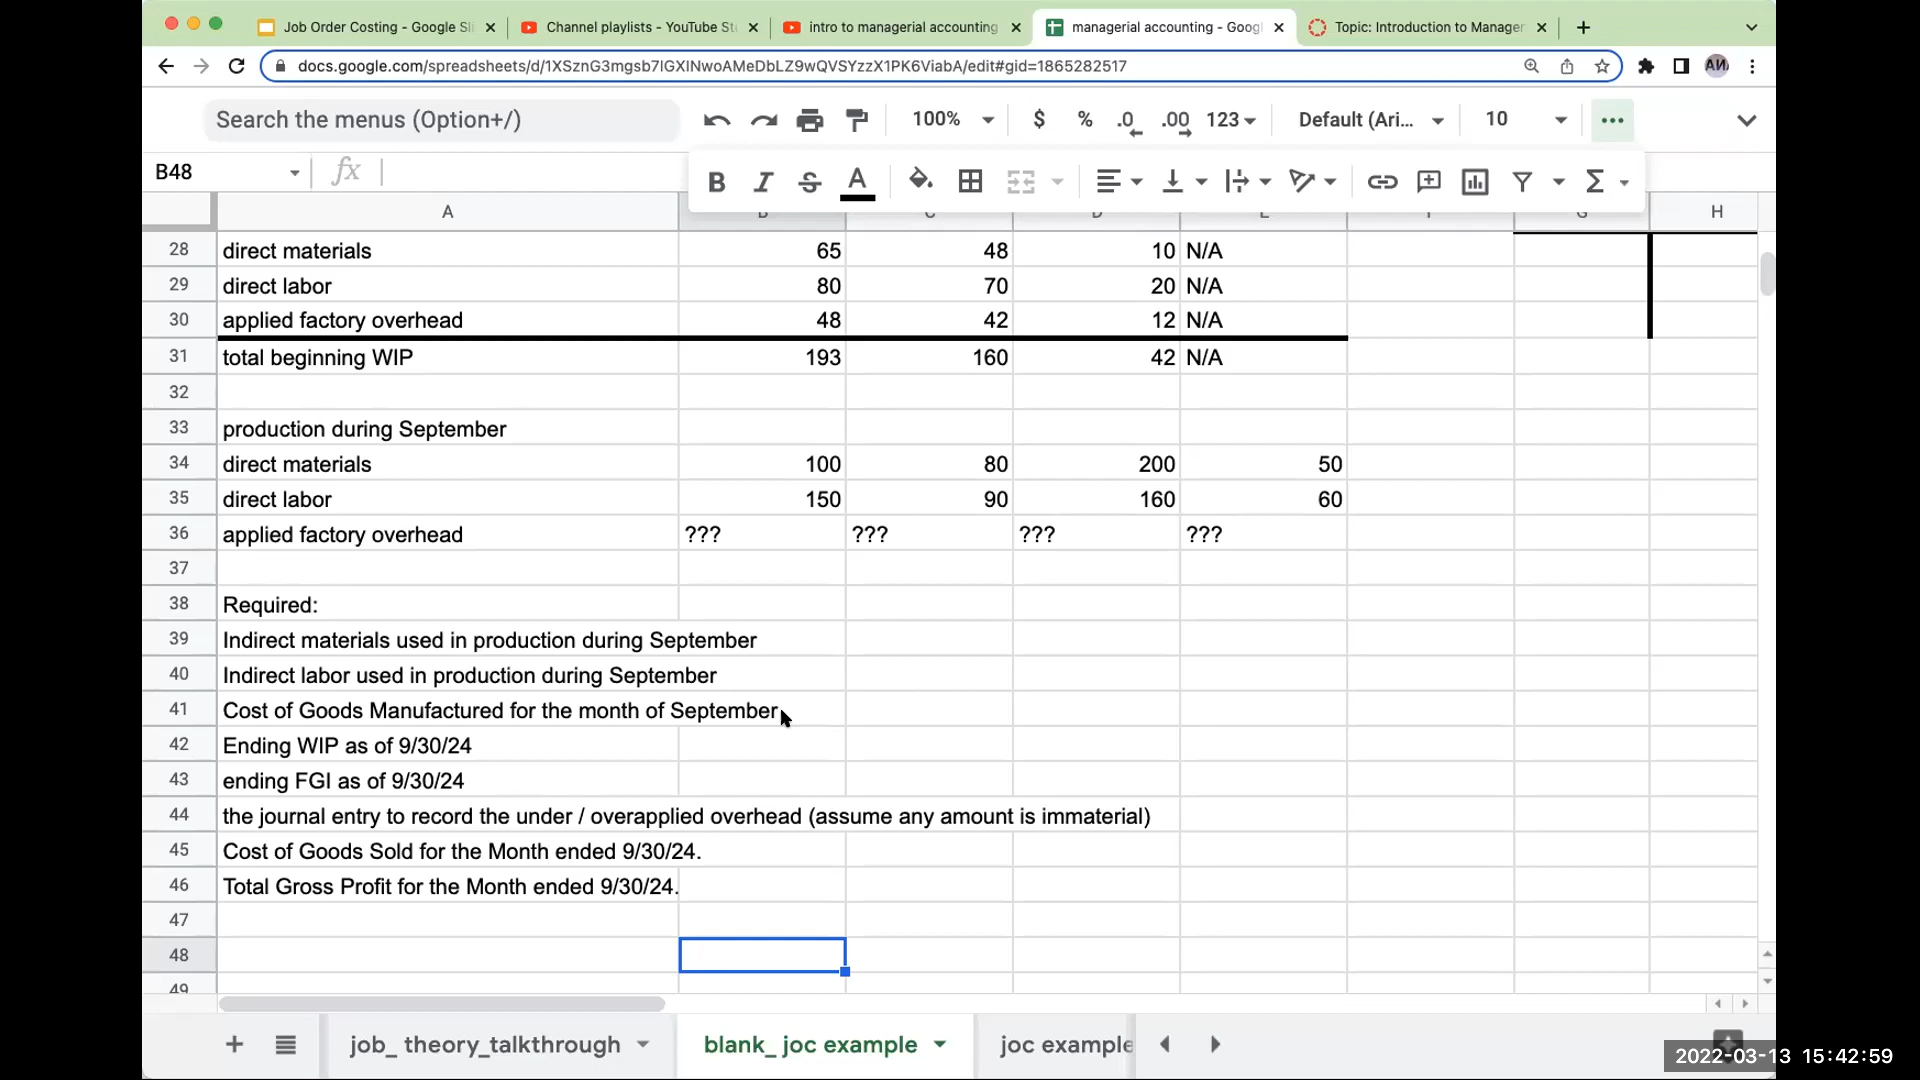 Job Order Costing - Google Sli
Channel playlists - YouTube Stu
intro to managerial accounting
managerial accounting - Googl
Topic: Introduction to Manager
docs.google.com/spreadsheets/d/1XSznG3mgsb7lGXINwoAMeDbLZ9wQVSYzzX1PK6ViabA/edit#gid=1865282517
Search the menus (Option+/)
100% $ % .0 .00 123 Default (Ari... 10
B48 fx
B I S A
A B C D E F G H
28 direct materials 65 48 10 N/A
29 direct labor 80 70 20 N/A
30 applied factory overhead 48 42 12 N/A
31 total beginning WIP 193 160 42 N/A
32
33 production during September
34 direct materials 100 80 200 50
35 direct labor 150 90 160 60
36 applied factory overhead ??? ??? ??? ???
37
38 Required:
39 Indirect materials used in production during September
40 Indirect labor used in production during September
41 Cost of Goods Manufactured for the month of September
42 Ending WIP as of 9/30/24
43 ending FGI as of 9/30/24
44 the journal entry to record the under / overapplied overhead (assume any amount is immaterial)
45 Cost of Goods Sold for the Month ended 9/30/24.
46 Total Gross Profit for the Month ended 9/30/24.
47
48
49
job_ theory_talkthrough
blank_ joc example
joc example
2022-03-13 15:42:59